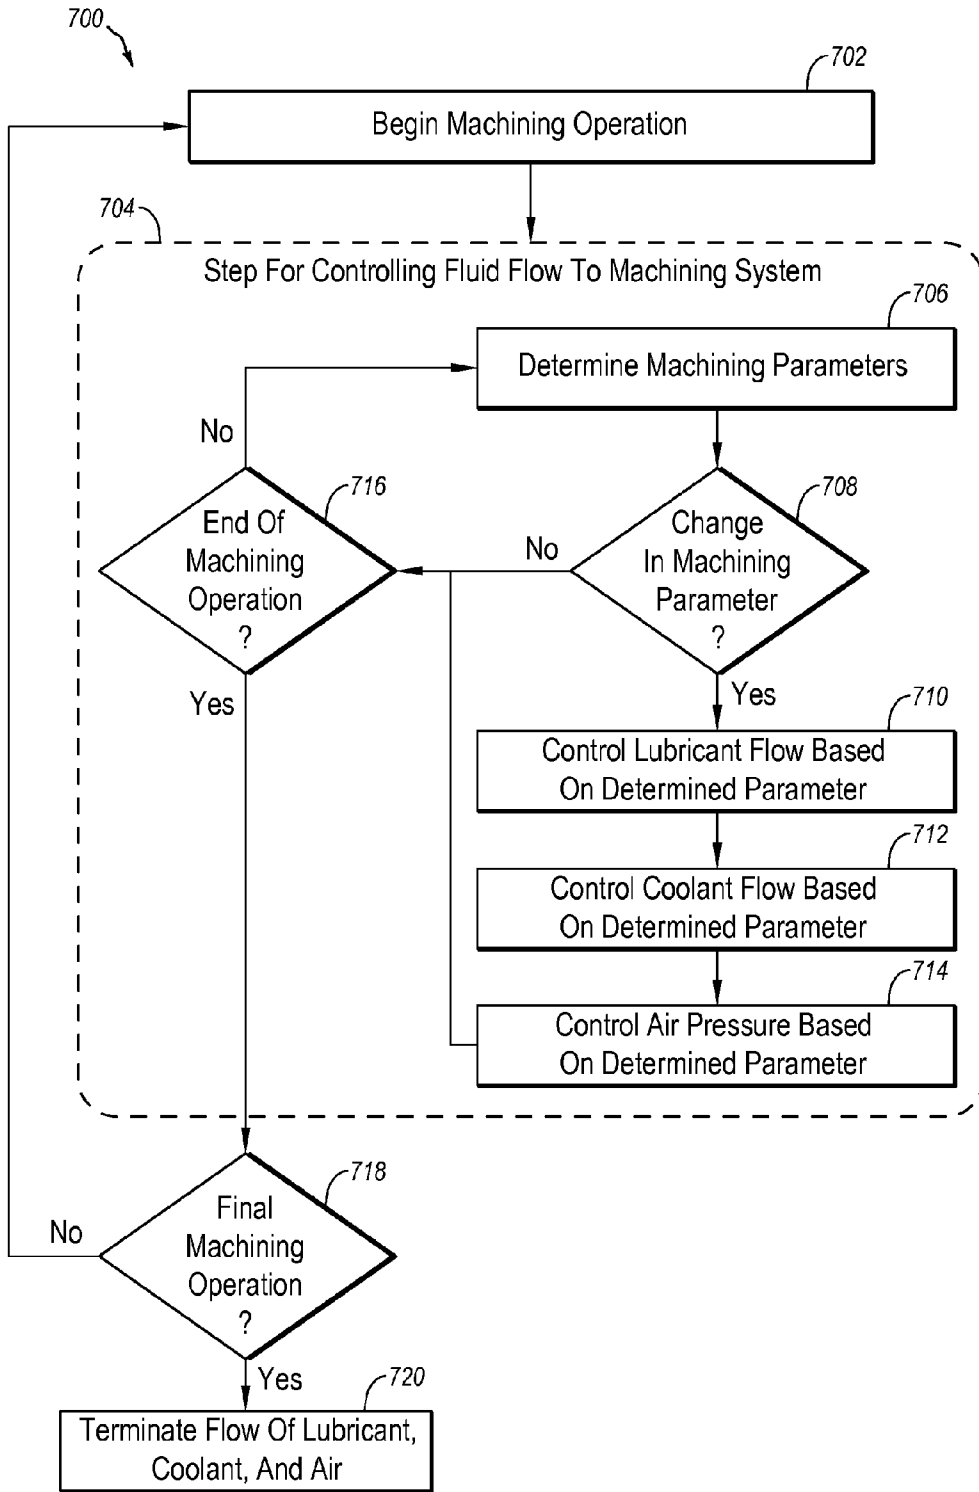 700
702
Begin Machining Operation
704
Step For Controlling Fluid Flow To Machining System
706
Determine Machining Parameters
No
716
End Of
Machining
Operation
?
Yes
708
Change
In Machining
Parameter
?
No
Yes
710
Control Lubricant Flow Based
On Determined Parameter
712
Control Coolant Flow Based
On Determined Parameter
714
Control Air Pressure Based
On Determined Parameter
718
Final
Machining
Operation
?
No
Yes
720
Terminate Flow Of Lubricant,
Coolant, And Air